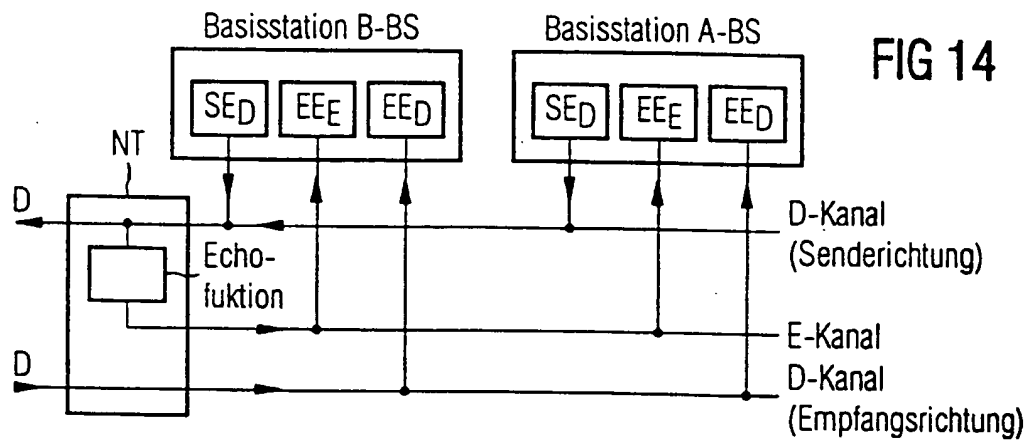 Basisstation B-BS
Basisstation A-BS
FIG 14
SED
EEE
EED
SED
EEE
EED
NT
D
D-Kanal
(Senderichtung)
Echo-
fuktion
E-Kanal
D
D-Kanal
(Empfangsrichtung)